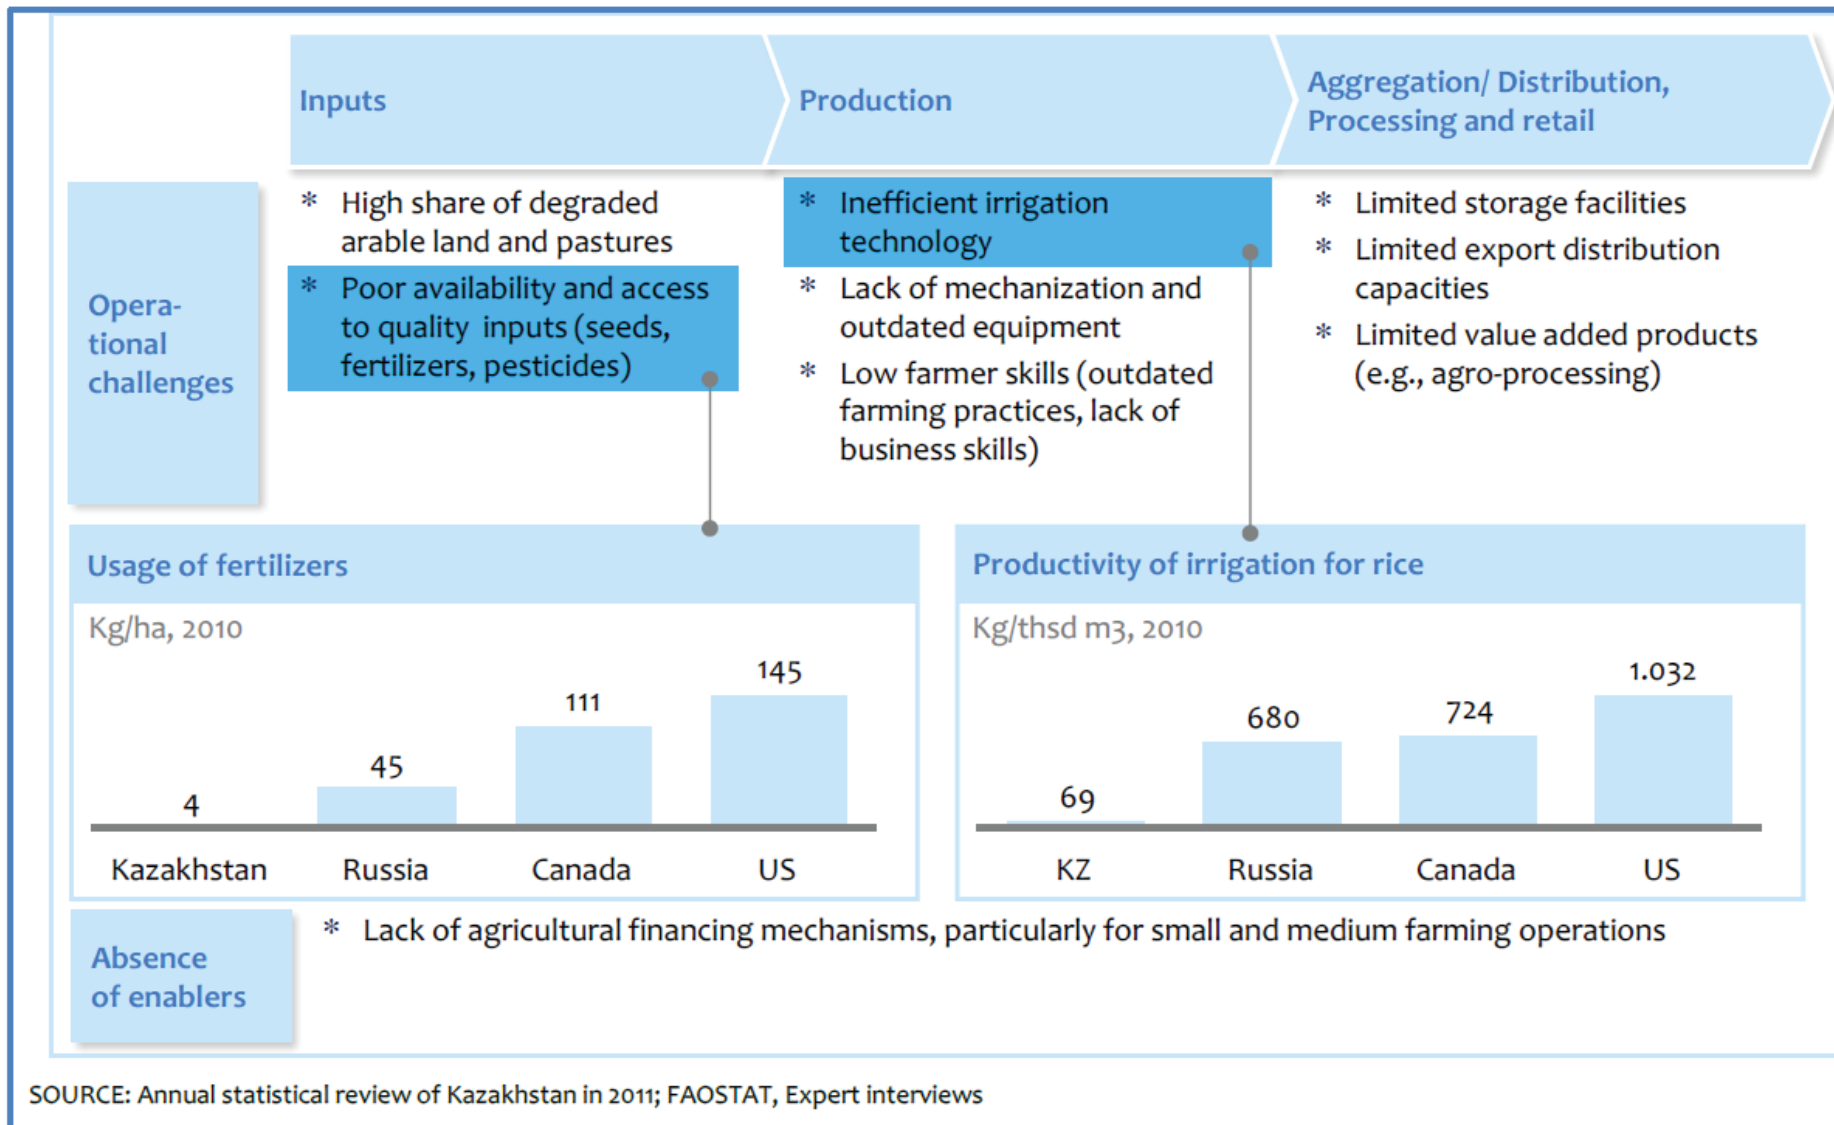 Inputs
Production
Aggregation/ Distribution,
Processing and retail
Opera-
tional
challenges
* High share of degraded
arable land and pastures
* Poor availability and access
to quality inputs (seeds,
fertilizers, pesticides)
* Inefficient irrigation
technology
* Lack of mechanization and
outdated equipment
* Low farmer skills (outdated
farming practices, lack of
business skills)
* Limited storage facilities
* Limited export distribution
capacities
* Limited value added products
(e.g., agro-processing)
Usage of fertilizers
Kg/ha, 2010
4
45
111
145
Kazakhstan
Russia
Canada
US
Productivity of irrigation for rice
Kg/thsd m3, 2010
69
680
724
1.032
KZ
Russia
Canada
US
Absence
of enablers
* Lack of agricultural financing mechanisms, particularly for small and medium farming operations
SOURCE: Annual statistical review of Kazakhstan in 2011; FAOSTAT, Expert interviews